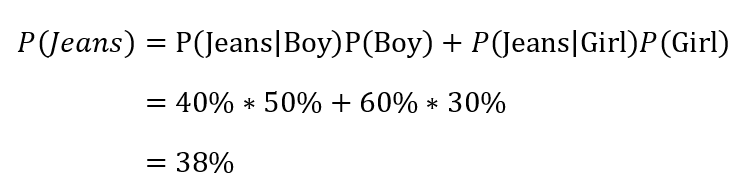 P(Jeans) = P(Jeans|Boy)P(Boy) + P(Jeans|Girl)P(Girl)
= 40% * 50% + 60% * 30%
= 38%